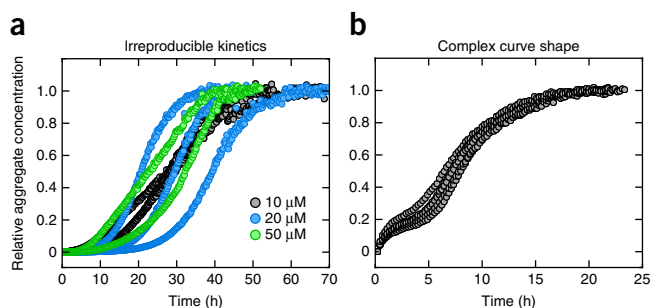 a
Irreproducible kinetics
Relative aggregate concentration
1.0
0.8
0.6
0.4
0.2
0
0 10 20 30 40 50 60 70
Time (h)
10 μM
20 μM
50 μM
b
Complex curve shape
1.0
0.8
0.6
0.4
0.2
0
0 5 10 15 20 25
Time (h)